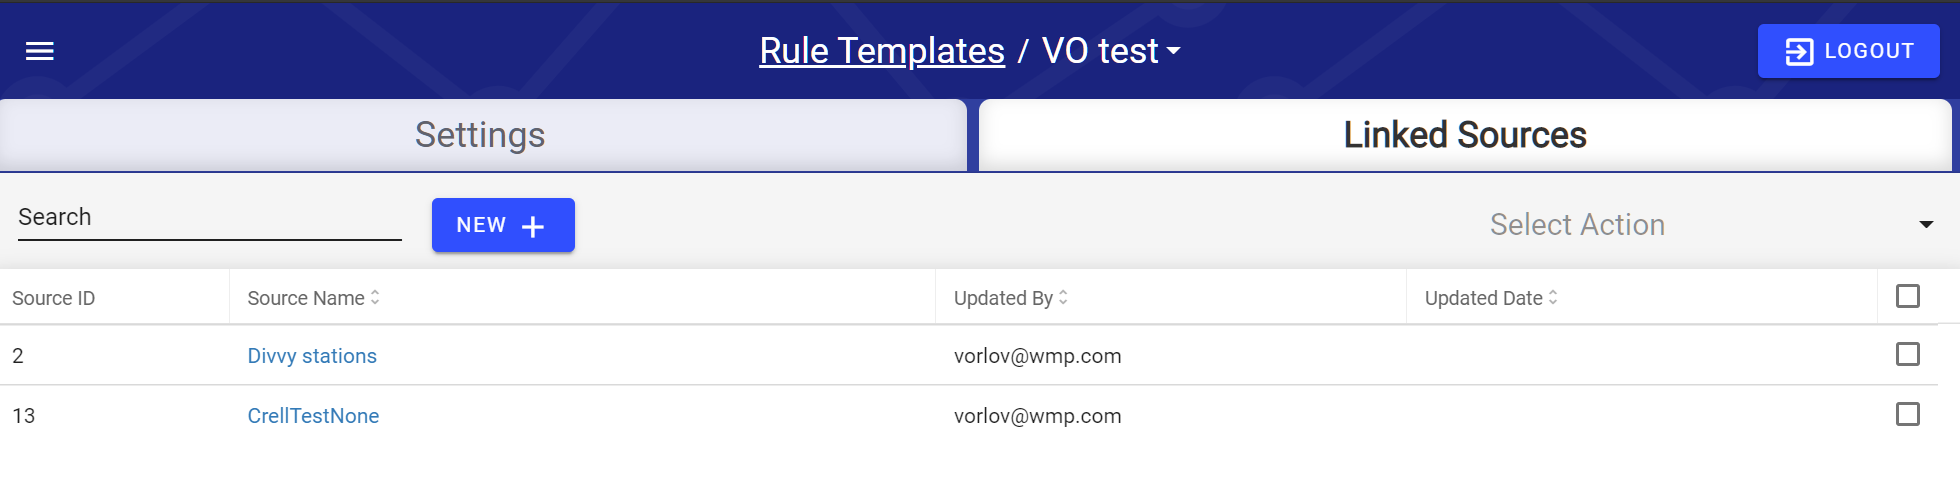 Rule Templates / VO test
LOGOUT
Settings
Linked Sources
Search
NEW
Select Action
Source ID Source Name Updated By Updated Date
2 Divvy stations vorlov@wmp.com
13 CrellTestNone vorlov@wmp.com